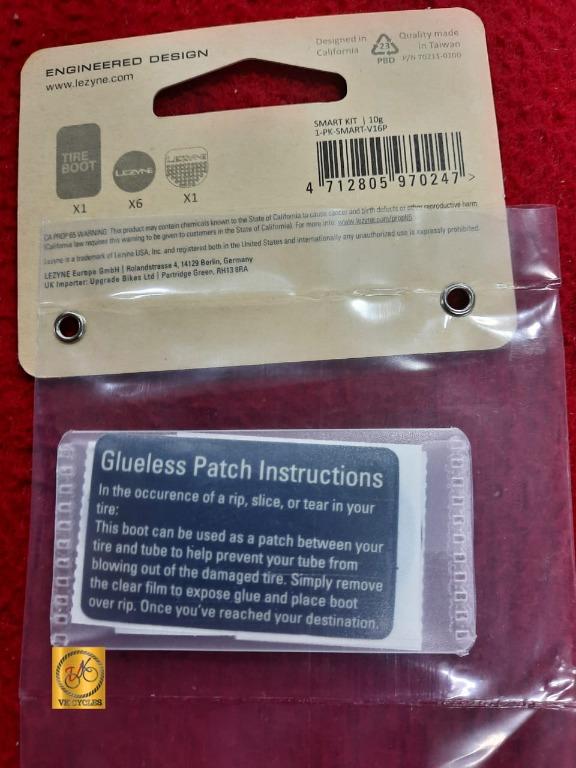 ENGINEERED DESIGN
www.lezyne.com
Designed in
California
23
PBD
Quality made
in Taiwan
P/N 70211-0100
TIRE
BOOT
LEZYNE
LEZYNE
X1
X6
X1
SMART KIT | 10g
1-PK-SMART-V16P
4 712805 970247 >
CA PROP 65 WARNING: This product may contain chemicals known to the State of California to cause cancer and birth defects or other reproductive harm.
(California law requires this warning to be given to customers in the State of California). For more info: www.lezyne.com/prop65
Lezyne is a trademark of Lezyne USA, Inc. and registered both in the United States and internationally any unauthorized use is expressly prohibited.
LEZYNE Europe GmbH | Rolandstrasse 4, 14129 Berlin, Germany
UK Importer: Upgrade Bikes Ltd | Partridge Green, RH13 8RA
Glueless Patch Instructions
In the occurence of a rip, slice, or tear in your
tire:
This boot can be used as a patch between your
tire and tube to help prevent your tube from
blowing out of the damaged tire. Simply remove
the clear film to expose glue and place boot
over rip. Once you've reached your destination.
VK CYCLES